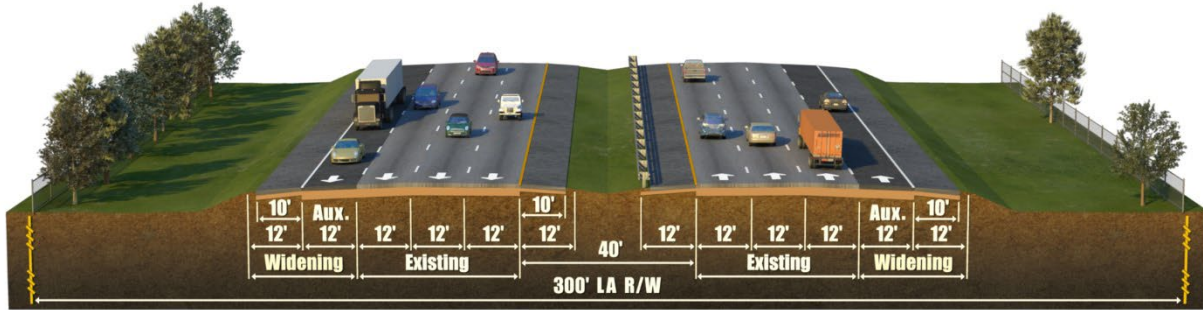 10' Aux. 10' Aux. 10'
12' 12' 12' 12' 12' 12' 12' 12' 12' 12' 12' 12'
40'
Widening Existing Existing Widening
300' LA R/W